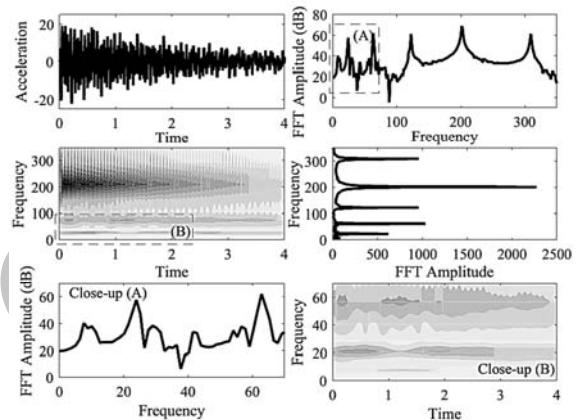 Acceleration
20
0
-20
0 1 2 3 4
Time
FFT Amplitude (dB)
80
60
40
20
0
(A)
0 100 200 300
Frequency
Frequency
300
200
100
0
(B)
0 1 2 3 4
Time
300
200
100
0
0 500 1000 1500 2000 2500
FFT Amplitude
FFT Amplitude (dB)
60
40
20
0
Close-up (A)
0 20 40 60
Frequency
Frequency
60
40
20
0
Close-up (B)
0 1 2 3 4
Time